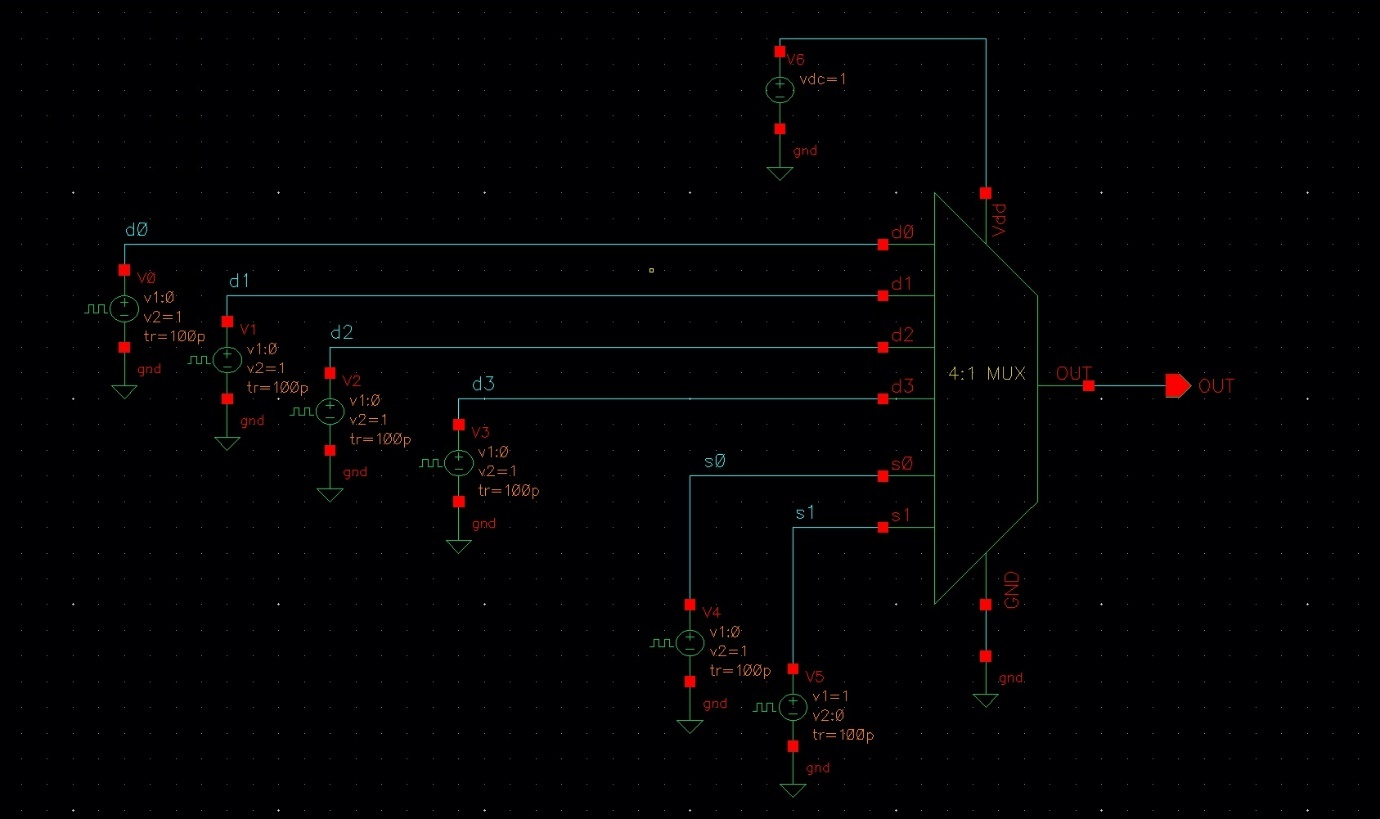 V6
vdc=1
gnd
Vdd
d0
V0
v1:0
v2=1
tr=100p
gnd
d0
d1
V1
v1:0
v2=1
tr=100p
gnd
d1
d2
V2
v1:0
v2=1
tr=100p
gnd
d2
d3
V3
v1:0
v2=1
tr=100p
gnd
d3
4:1 MUX
OUT
OUT
s0
s0
s1
s1
V4
v1:0
v2=1
tr=100p
gnd
V5
v1=1
v2:0
tr=100p
gnd
GND
gnd